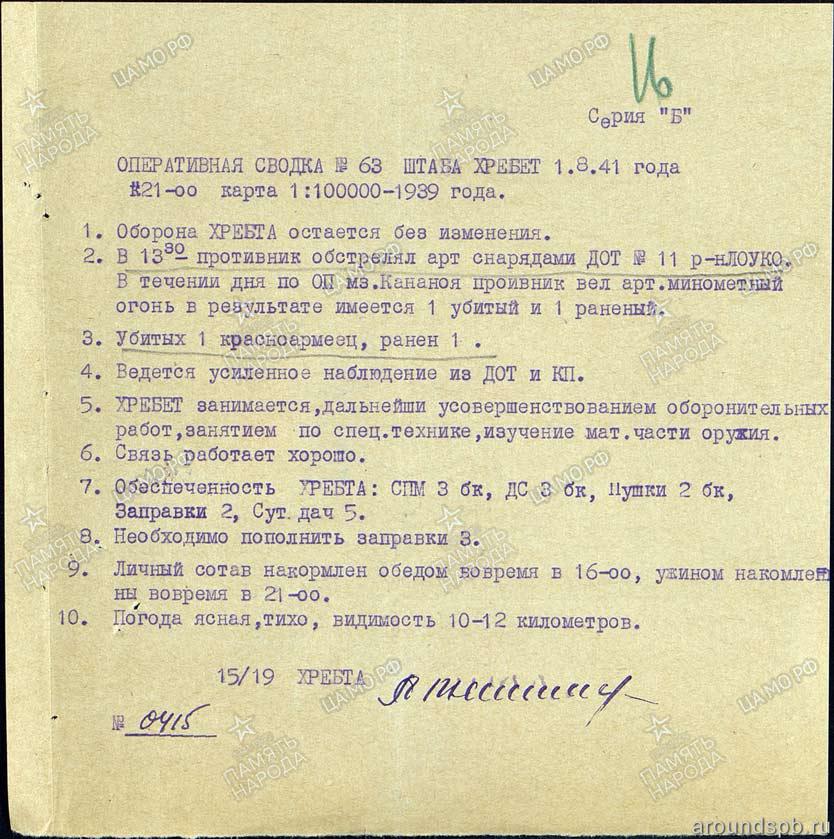 16
Серия "Б"
ОПЕРАТИВНАЯ СВОДКА № 63 ШТАБА ХРЕБЕТ 1.8.41 года
К21-оо карта 1:100000-1939 года.
1. Оборона ХРЕБТА остается без изменения.
2. В 13 30 противник обстрелял арт снарядами ДОТ № 11 р-нЛОУКО.
В течении дня по ОП мз.Кананоя проивник вел арт.минометный
огонь в результате имеется 1 убитый и 1 раненый.
3. Убитых 1 красноармеец, ранен 1 .
4. Ведется усиленное наблюдение из ДОТ и КП.
5. ХРЕБЕТ занимается,дальнейши усовершенствованием оборонительных
работ,занятием по спец.технике,изучение мат.части оружия.
6. Связь работает хорошо.
7. Обеспеченность ХРЕБТА: СПМ 3 бк, ДС 3 бк, Пушки 2 бк,
Заправки 2, Сут.дач 5.
8. Необходимо пополнить заправки 3.
9. Личный сотав накормлен обедом вовремя в 16-оо, ужином накомлен
ны вовремя в 21-оо.
10. Погода ясная,тихо, видимость 10-12 километров.
15/19 ХРЕБТА
№ 0415
ЦАМО.РФ
ПАМЯТЬ НАРОДА
aroundspb.ru